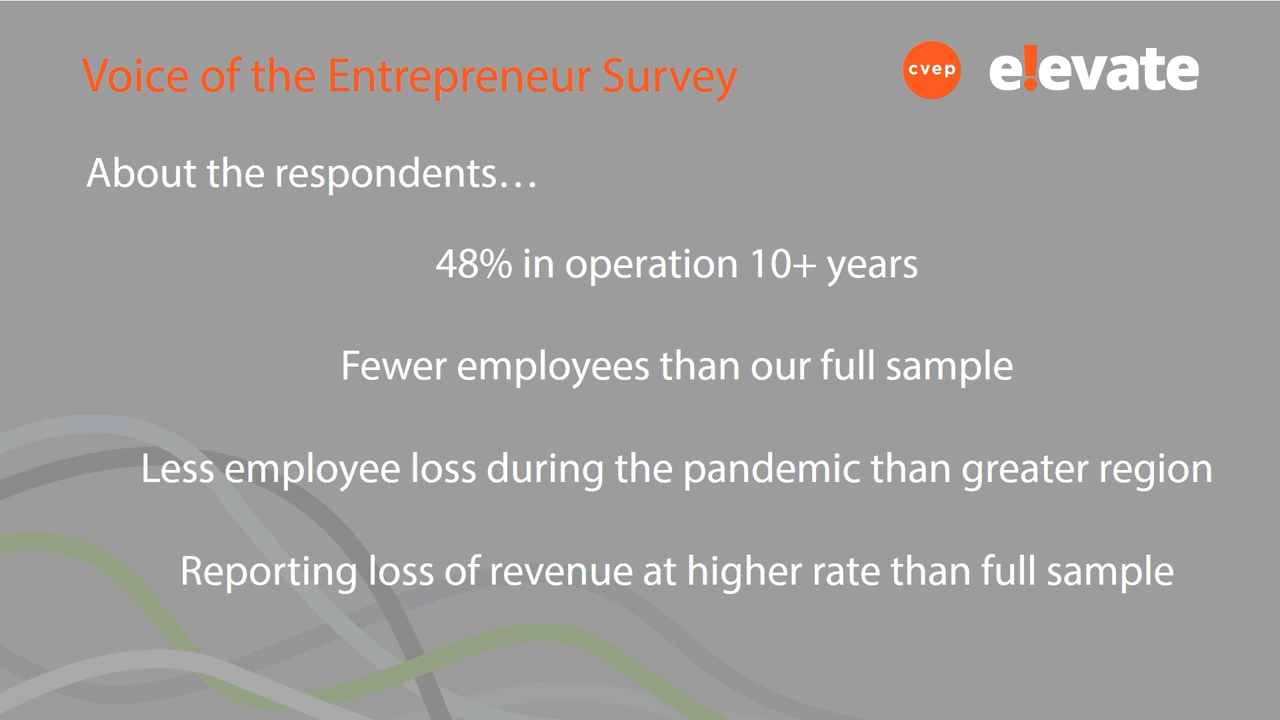 Voice of the Entrepreneur Survey
cvep
e!evate
About the respondents…
48% in operation 10+ years
Fewer employees than our full sample
Less employee loss during the pandemic than greater region
Reporting loss of revenue at higher rate than full sample